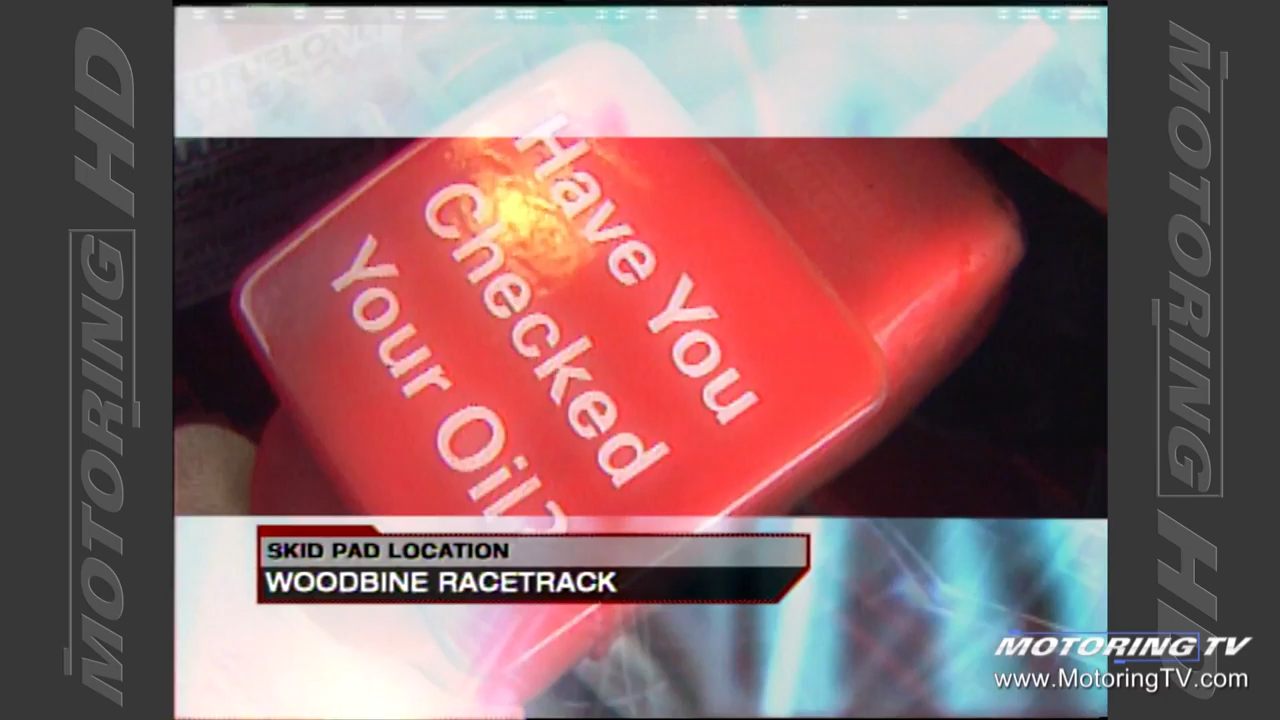 MOTORING HD
Have You
Checked
Your Oil?
SKID PAD LOCATION
WOODBINE RACETRACK
MOTORING TV
www.MotoringTV.com
MOTORING HD